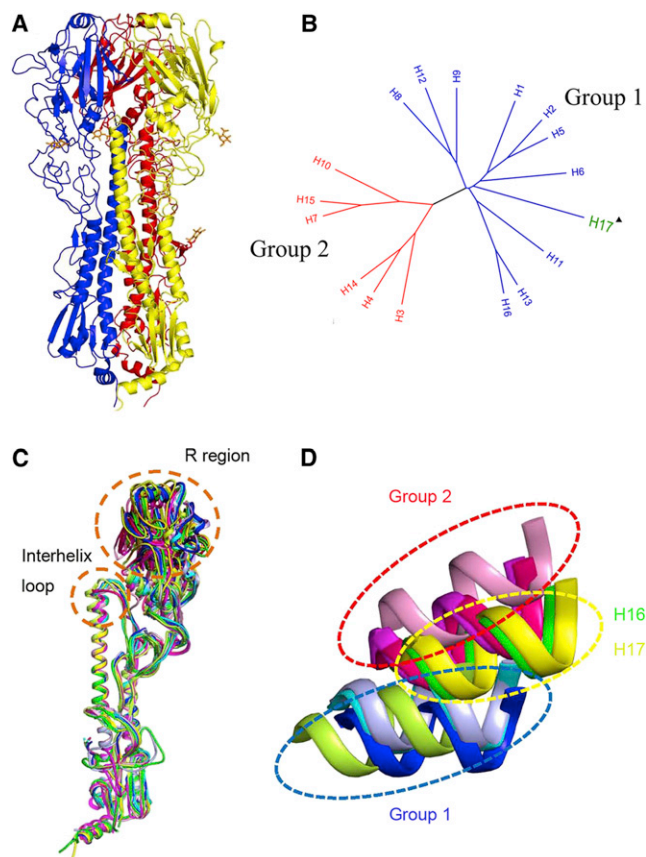 A
B
H12
H9
H8
H1
Group 1
H2
H5
H6
H10
H15
H7
H17
Group 2
H11
H14
H4
H3
H13
H16
C
R region
Interhelix
loop
D
Group 2
H16
H17
Group 1